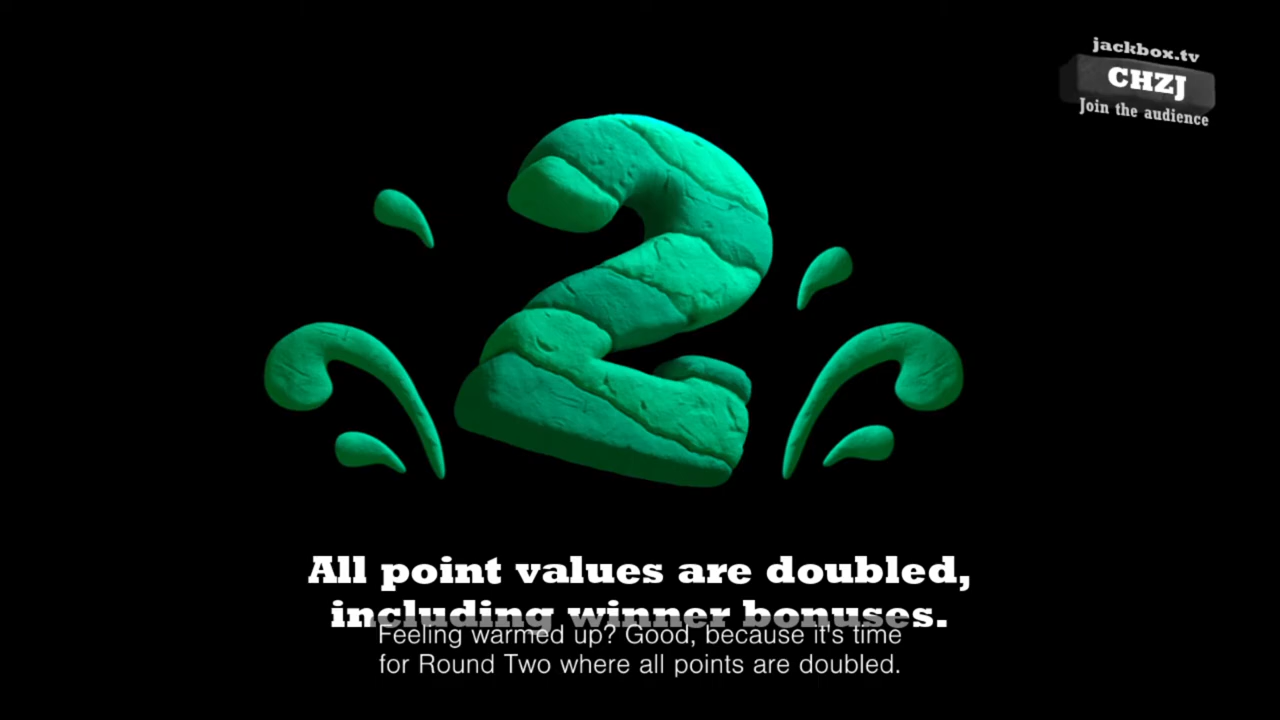 jackbox.tv
CHZJ
Join the audience
2
All point values are doubled,
including winner bonuses.
Feeling warmed up? Good, because it's time
for Round Two where all points are doubled.